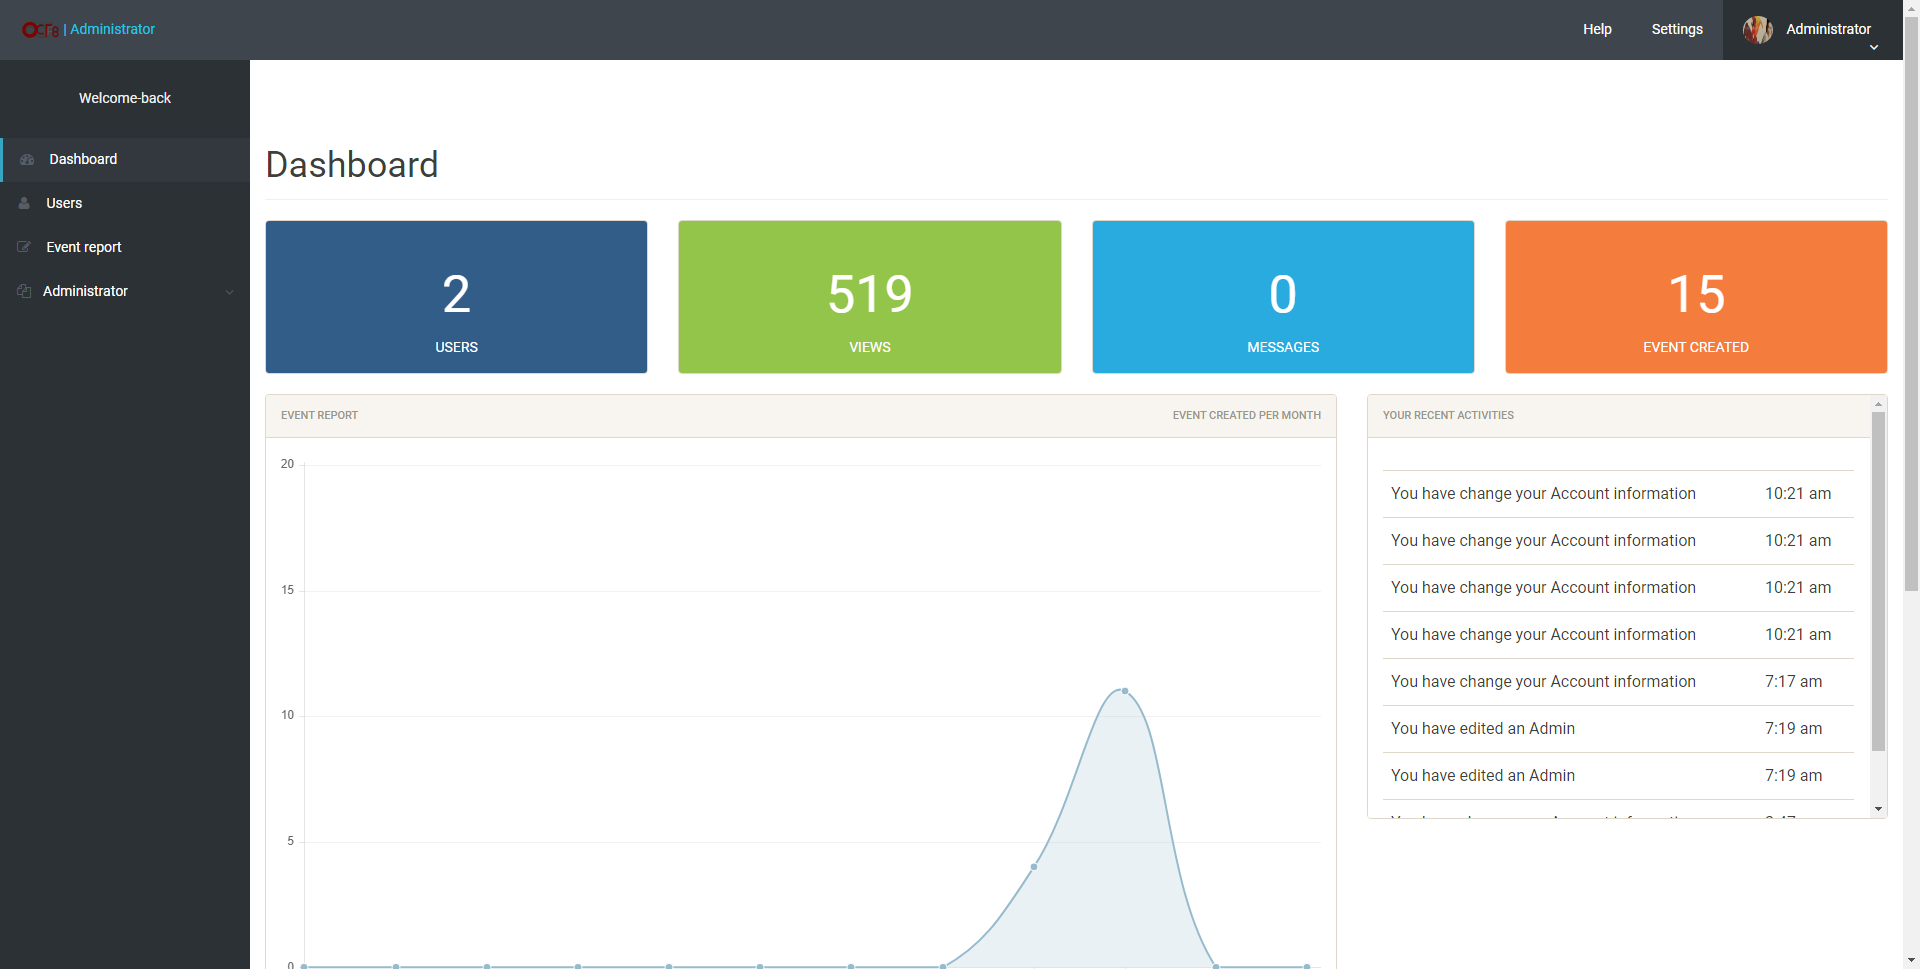 OCR8 | Administrator
Help
Settings
Administrator
Welcome-back
Dashboard
Users
Event report
Administrator
Dashboard
2
USERS
519
VIEWS
0
MESSAGES
15
EVENT CREATED
EVENT REPORT
EVENT CREATED PER MONTH
20
15
10
5
0
YOUR RECENT ACTIVITIES
You have change your Account information 10:21 am
You have change your Account information 10:21 am
You have change your Account information 10:21 am
You have change your Account information 10:21 am
You have change your Account information 7:17 am
You have edited an Admin 7:19 am
You have edited an Admin 7:19 am